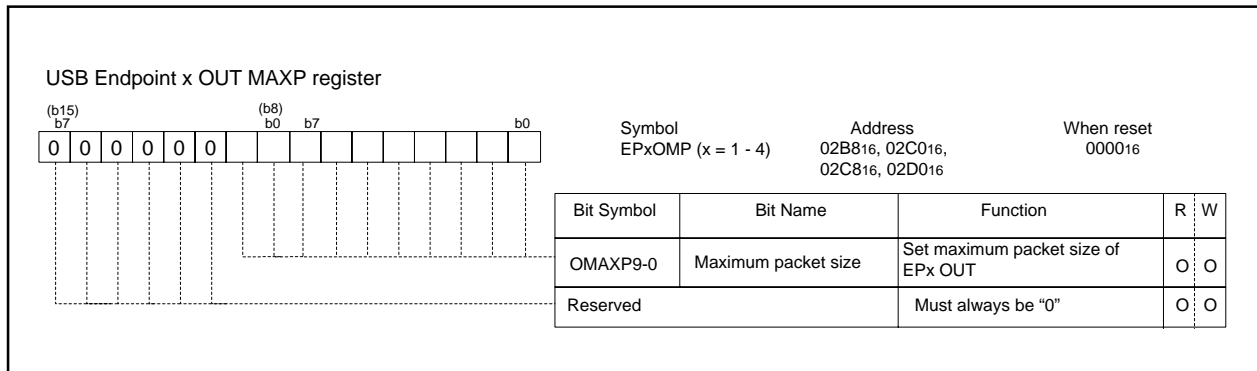 USB Endpoint x OUT MAXP register
(b15) (b8)
b7 b0 b7 b0
0 0 0 0 0 0
Symbol Address When reset
EPxOMP (x = 1 - 4) 02B816, 02C016, 000016
02C816, 02D016
Bit Symbol Bit Name Function R W
OMAXP9-0 Maximum packet size Set maximum packet size of EPx OUT O O
Reserved Must always be “0” O O